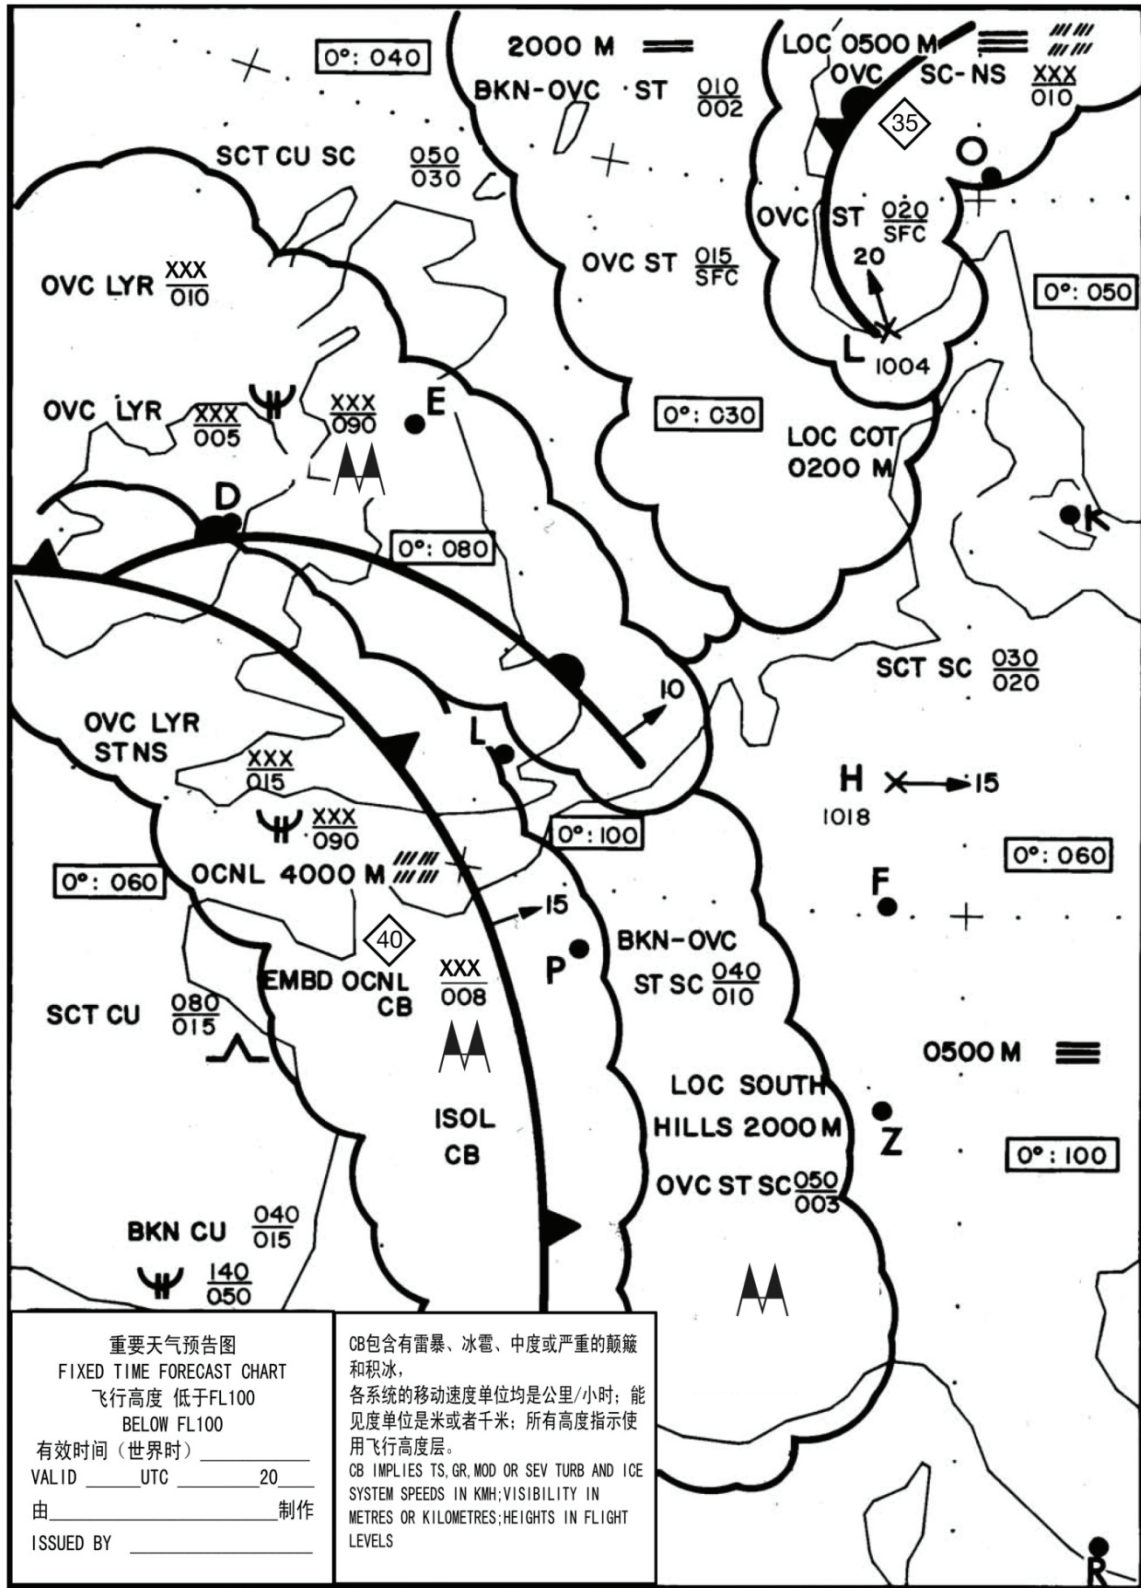 0°: 040
2000 M
LOC 0500 M
OVC SC-NS XXX
010
BKN-OVC ST 010
002
35
SCT CU SC 050
030
O
OVC ST 020
SFC
OVC ST 015
SFC
20
OVC LYR XXX
010
0°: 050
L
1004
OVC LYR XXX
005
XXX
090
E
0°: 030
LOC COT
0200 M
D
K
0°: 080
SCT SC 030
020
10
OVC LYR
ST NS
L
XXX
015
H
1018
15
XXX
090
0°: 100
0°: 060
OCNL 4000 M
0°: 060
F
15
40
BKN-OVC
ST SC 040
010
P
EMBD OCNL
CB
XXX
008
SCT CU 080
015
0500 M
LOC SOUTH
HILLS 2000 M
ISOL
CB
Z
0°: 100
OVC ST SC 050
003
BKN CU 040
015
140
050
R
重要天气预告图
FIXED TIME FORECAST CHART
飞行高度 低于FL100
BELOW FL100
有效时间（世界时）
VALID UTC 20
由 制作
ISSUED BY
CB包含有雷暴、冰雹、中度或严重的颠簸
和积冰，
各系统的移动速度单位均是公里/小时；能
见度单位是米或者千米；所有高度指示使
用飞行高度层。
CB IMPLIES TS,GR,MOD OR SEV TURB AND ICE
SYSTEM SPEEDS IN KMH;VISIBILITY IN
METRES OR KILOMETRES;HEIGHTS IN FLIGHT
LEVELS